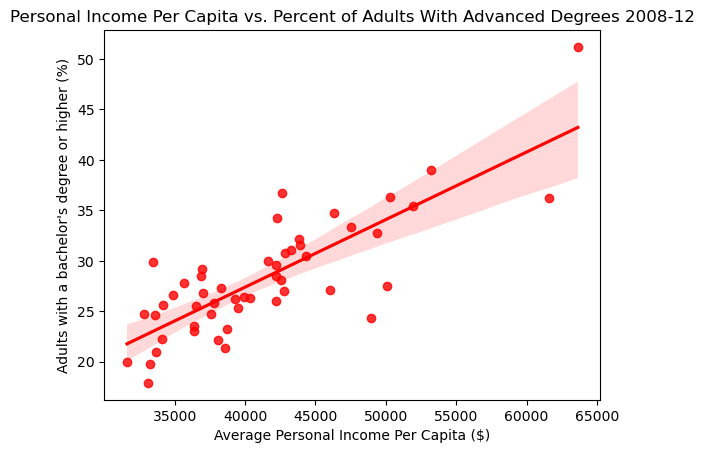 Personal Income Per Capita vs. Percent of Adults With Advanced Degrees 2008-12
Adults with a bachelor's degree or higher (%)
50
45
40
35
30
25
20
35000 40000 45000 50000 55000 60000 65000
Average Personal Income Per Capita ($)